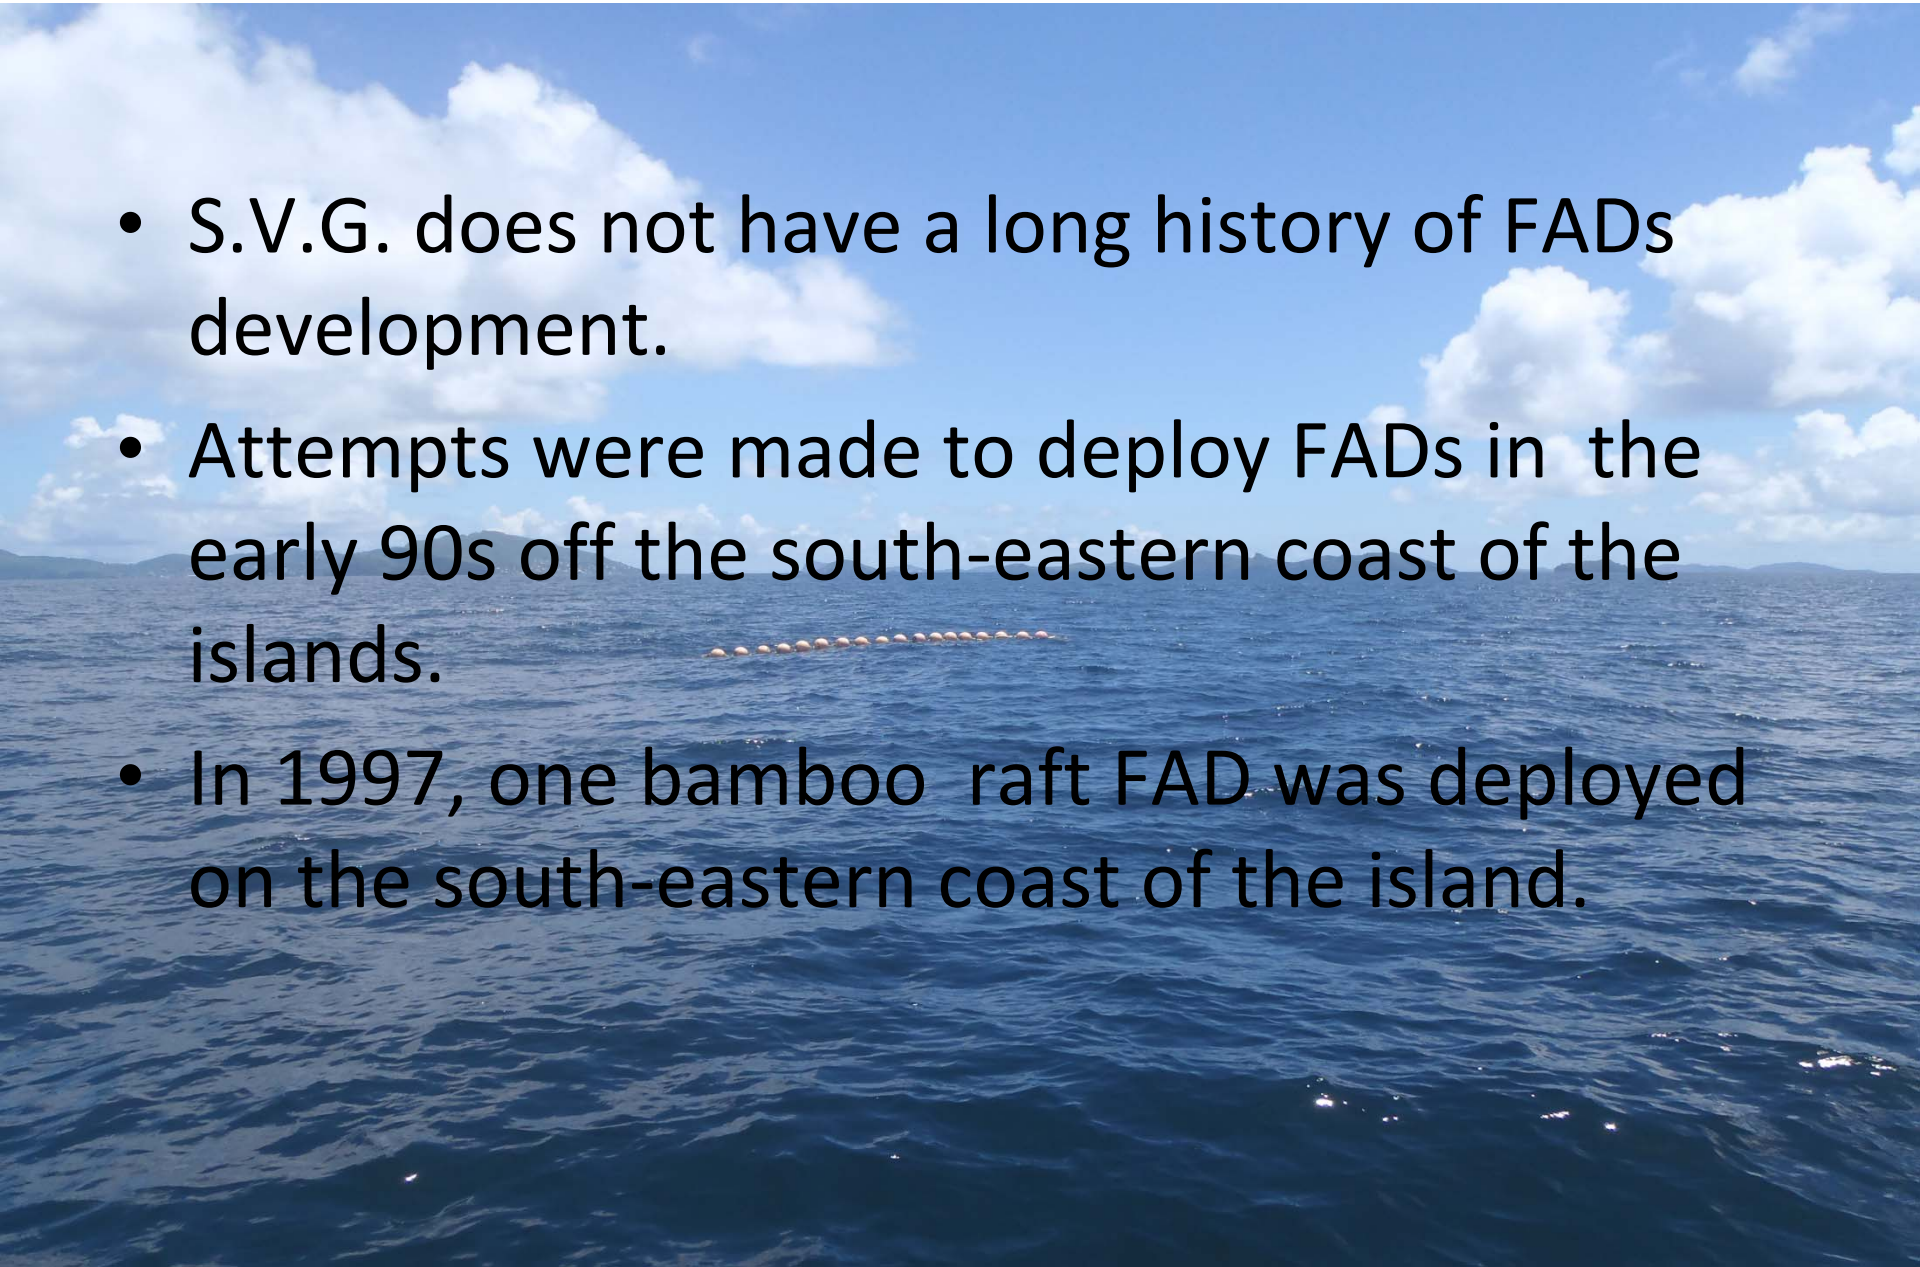 • S.V.G. does not have a long history of FADs
development.
• Attempts were made to deploy FADs in  the
early 90s off the south-eastern coast of the
islands.
• In 1997, one bamboo  raft FAD was deployed
on the south-eastern coast of the island.